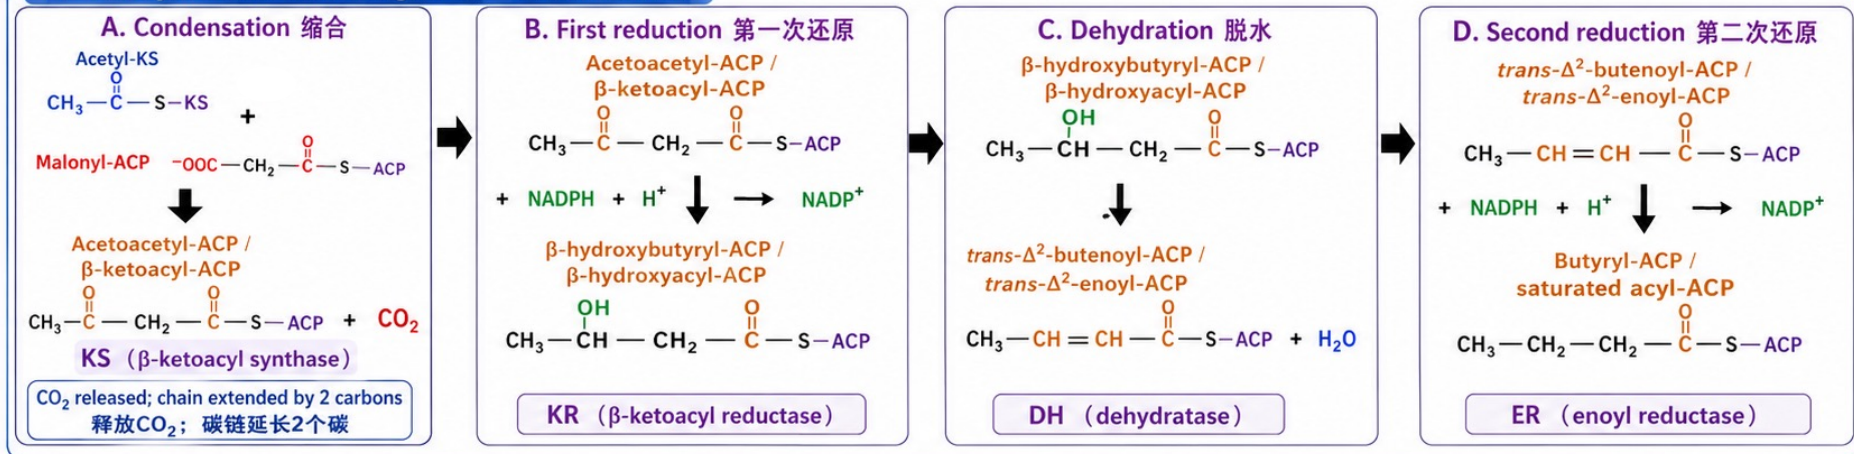 A. Condensation 缩合
Acetyl-KS
O
CH₃—C—S—KS
+
O
Malonyl-ACP ⁻OOC—CH₂—C—S—ACP
Acetoacetyl-ACP /
β-ketoacyl-ACP
O O
CH₃—C—CH₂—C—S—ACP + CO₂
KS (β-ketoacyl synthase)
CO₂ released; chain extended by 2 carbons
释放CO₂；碳链延长2个碳
B. First reduction 第一次还原
Acetoacetyl-ACP /
β-ketoacyl-ACP
O O
CH₃—C—CH₂—C—S—ACP
+ NADPH + H⁺ → NADP⁺
β-hydroxybutyryl-ACP /
β-hydroxyacyl-ACP
OH O
CH₃—CH—CH₂—C—S—ACP
KR (β-ketoacyl reductase)
C. Dehydration 脱水
β-hydroxybutyryl-ACP /
β-hydroxyacyl-ACP
OH O
CH₃—CH—CH₂—C—S—ACP
trans-Δ²-butenoyl-ACP /
trans-Δ²-enoyl-ACP
O
CH₃—CH=CH—C—S—ACP + H₂O
DH (dehydratase)
D. Second reduction 第二次还原
trans-Δ²-butenoyl-ACP /
trans-Δ²-enoyl-ACP
O
CH₃—CH=CH—C—S—ACP
+ NADPH + H⁺ → NADP⁺
Butyryl-ACP /
saturated acyl-ACP
O
CH₃—CH₂—CH₂—C—S—ACP
ER (enoyl reductase)